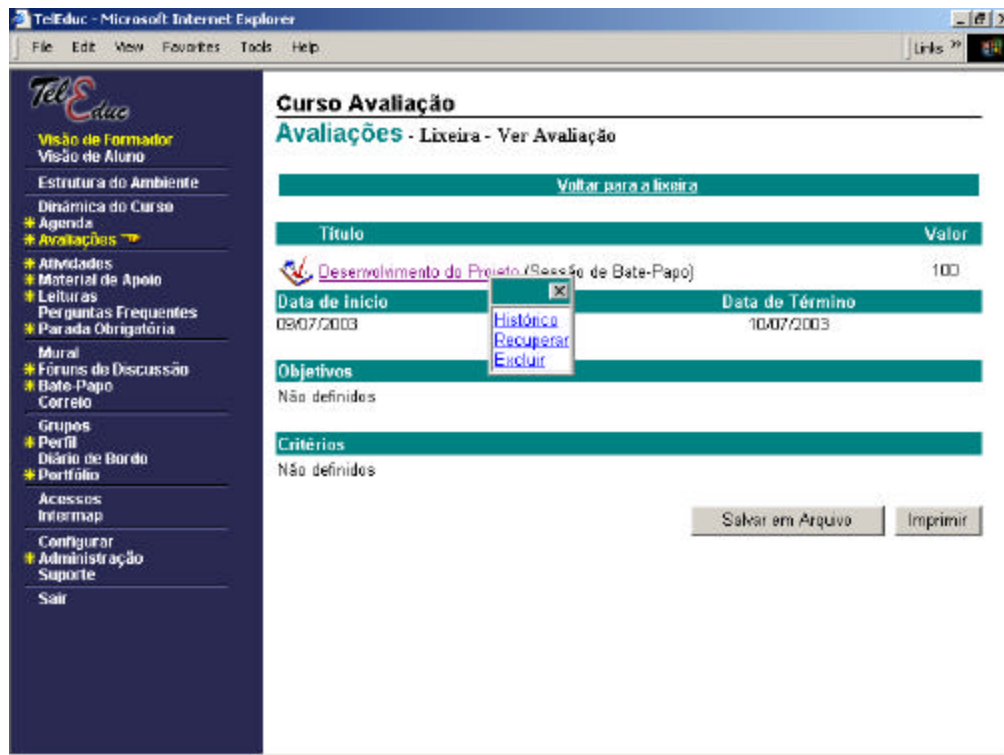 TelEduc - Microsoft Internet Explorer
File Edit View Favorites Tools Help
Links »
TelEduc
Visão de Formador
Visão de Aluno
Estrutura do Ambiente
Dinâmica do Curso
Agenda
Avaliações
Atividades
Material de Apoio
Leituras
Perguntas Frequentes
Parada Obrigatória
Mural
Fóruns de Discussão
Bate-Papo
Correio
Grupos
Perfil
Diário de Bordo
Portfólio
Acessos
Intermap
Configurar
Administração
Suporte
Sair
Curso Avaliação
Avaliações - Lixeira - Ver Avaliação
Voltar para a lixeira
Título Valor
Desenvolvimento do Projeto (Sessão de Bate-Papo) 100
Data de início Data de Término
09/07/2003 10/07/2003
Histórico
Recuperar
Excluir
Objetivos
Não definidos
Critérios
Não definidos
Salvar em Arquivo Imprimir